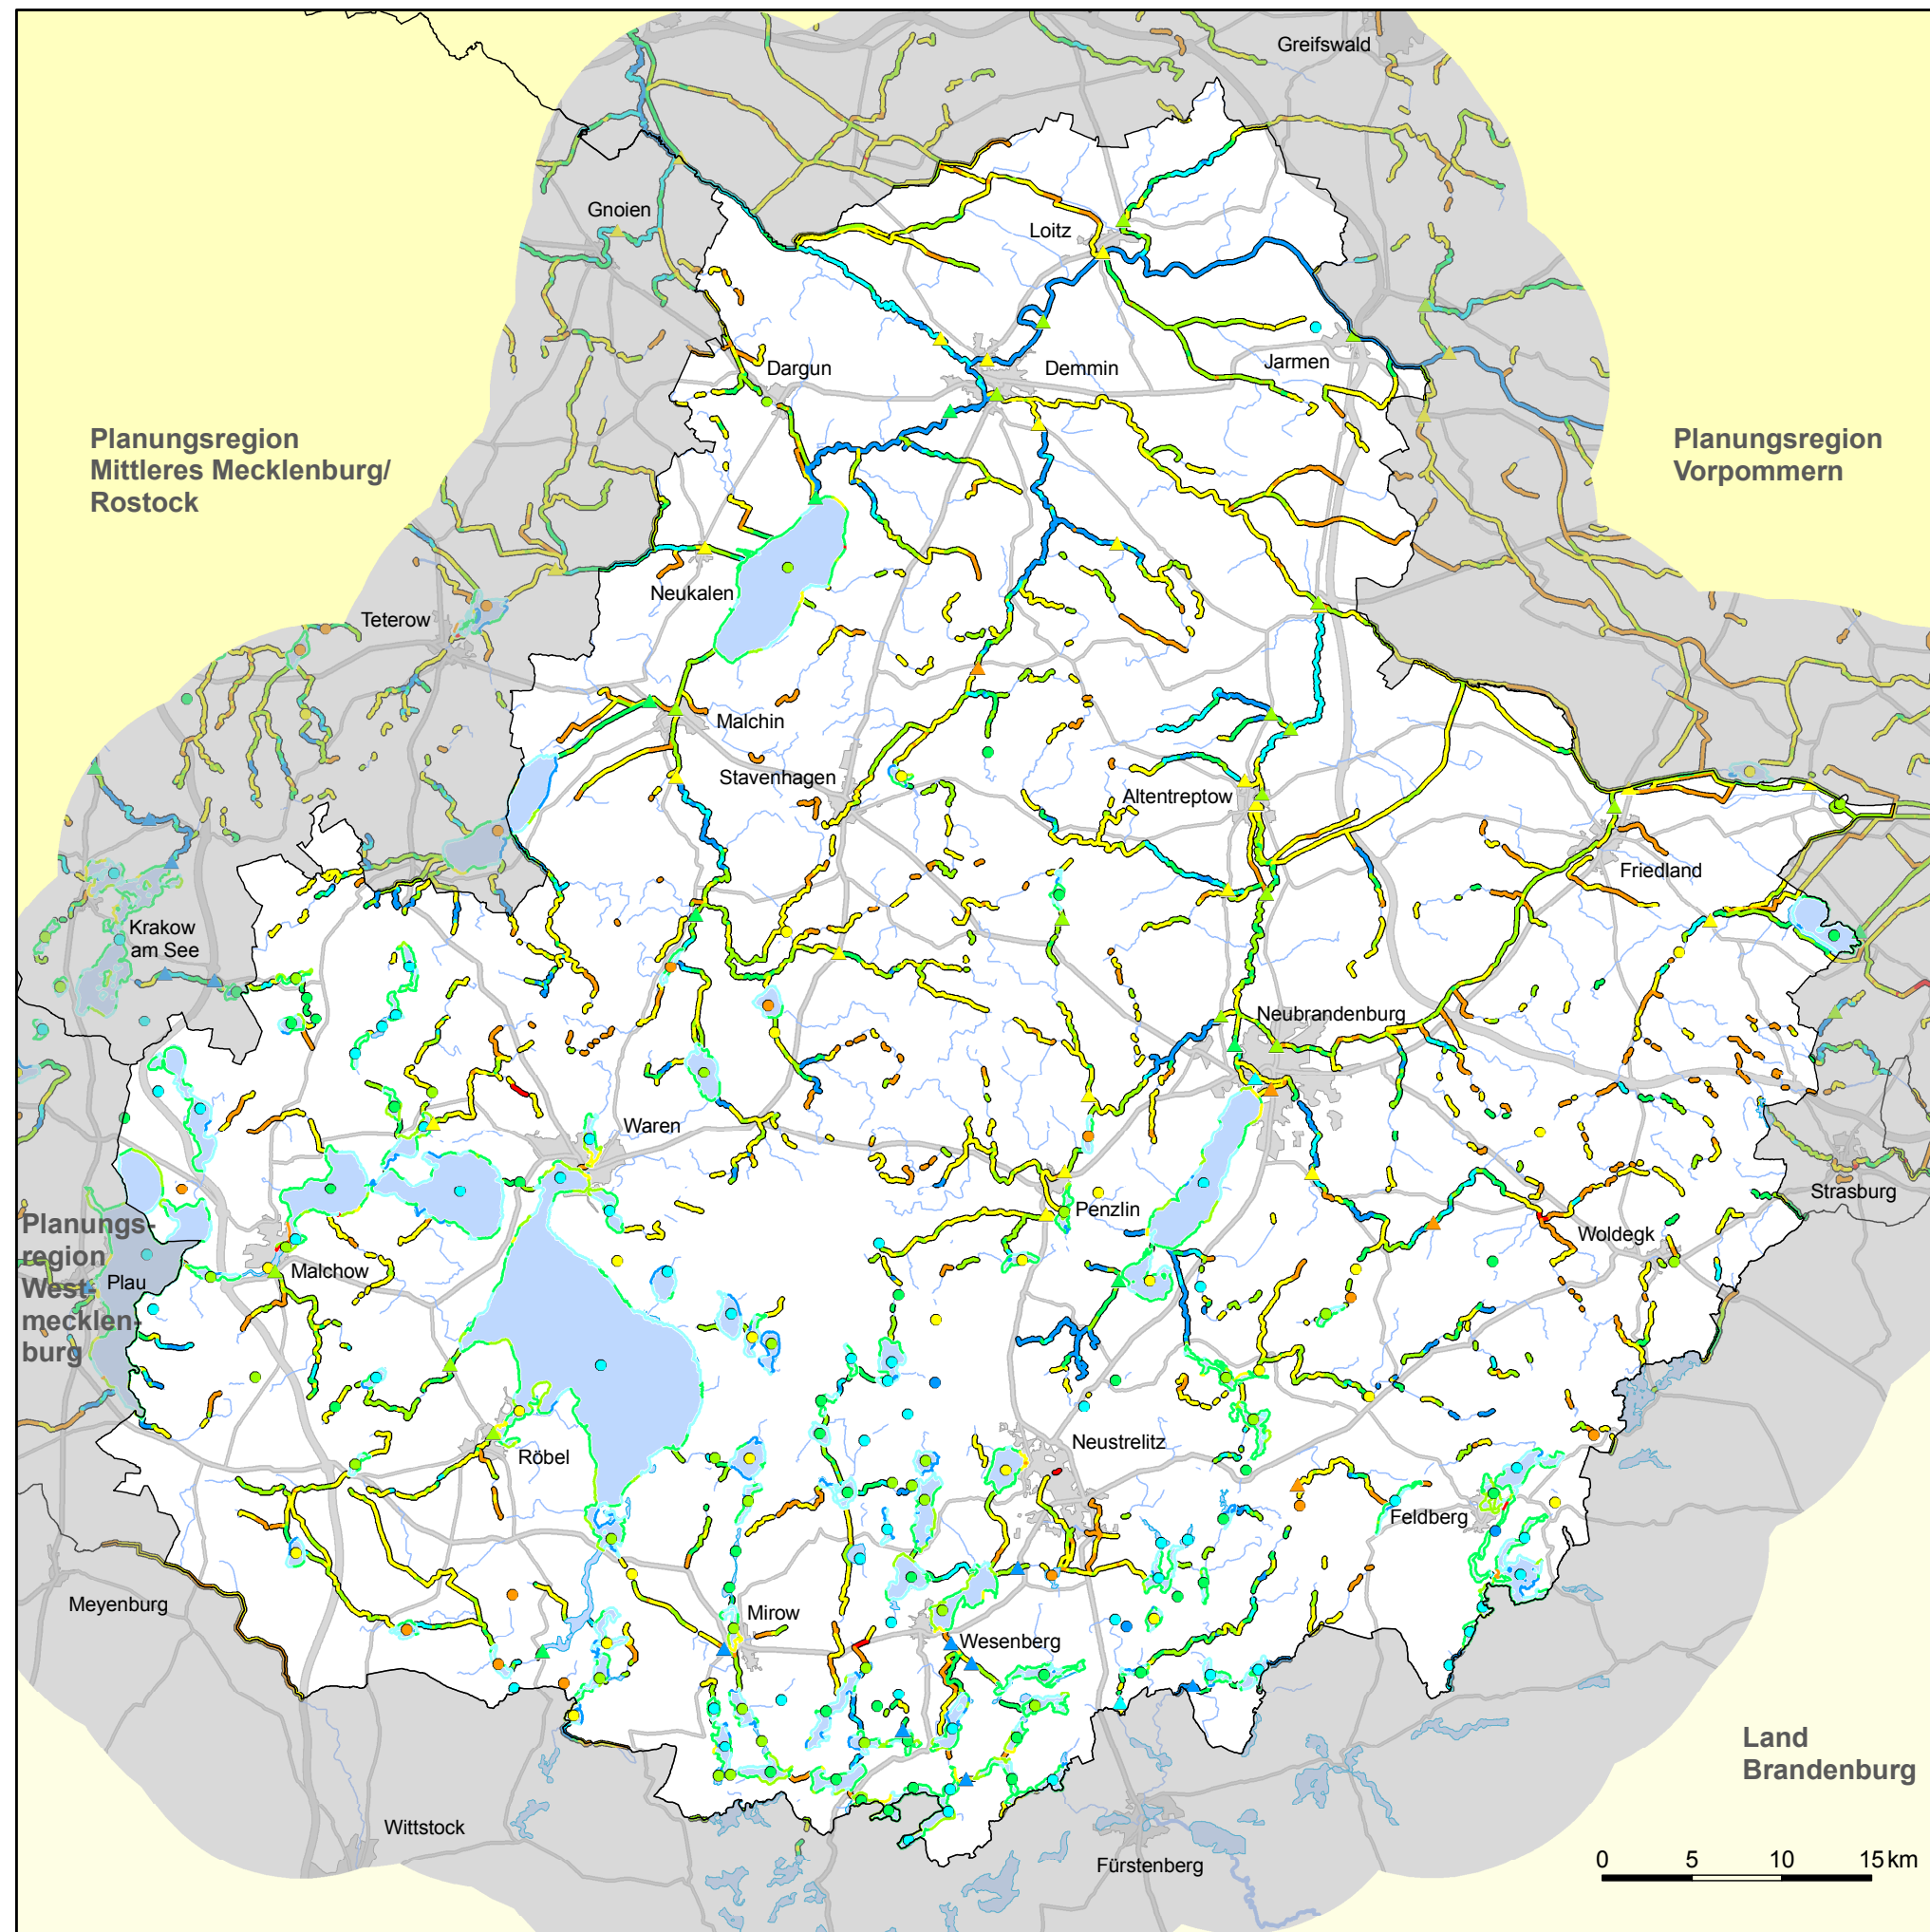 Greifswald
Gnoien
Loitz
Dargun
Demmin
Jarmen
Planungsregion
Mittleres Mecklenburg/
Rostock
Planungsregion
Vorpommern
Neukalen
Teterow
Malchin
Stavenhagen
Altentreptow
Friedland
Krakow
am See
Neubrandenburg
Waren
Strasburg
Penzlin
Woldegk
Planungs-
region
West-
mecklen-
burg
Plau
Malchow
Neustrelitz
Röbel
Feldberg
Meyenburg
Mirow
Wesenberg
Land
Brandenburg
Wittstock
Fürstenberg
0 5 10 15 km